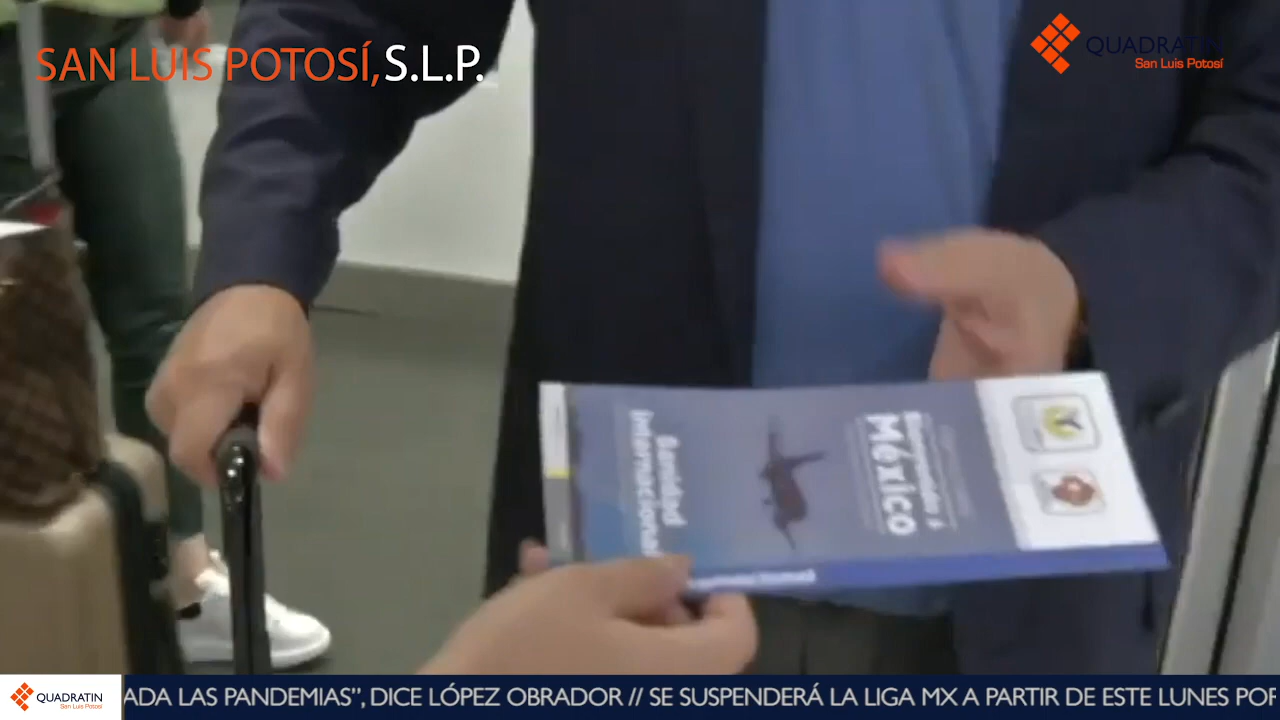 SAN LUIS POTOSÍ, S.L.P.
QUADRATIN
San Luis Potosí
Sanidad
Internacional
México
QUADRATIN
San Luis Potosí
ADA LAS PANDEMIAS", DICE LÓPEZ OBRADOR // SE SUSPENDERÁ LA LIGA MX A PARTIR DE ESTE LUNES POR